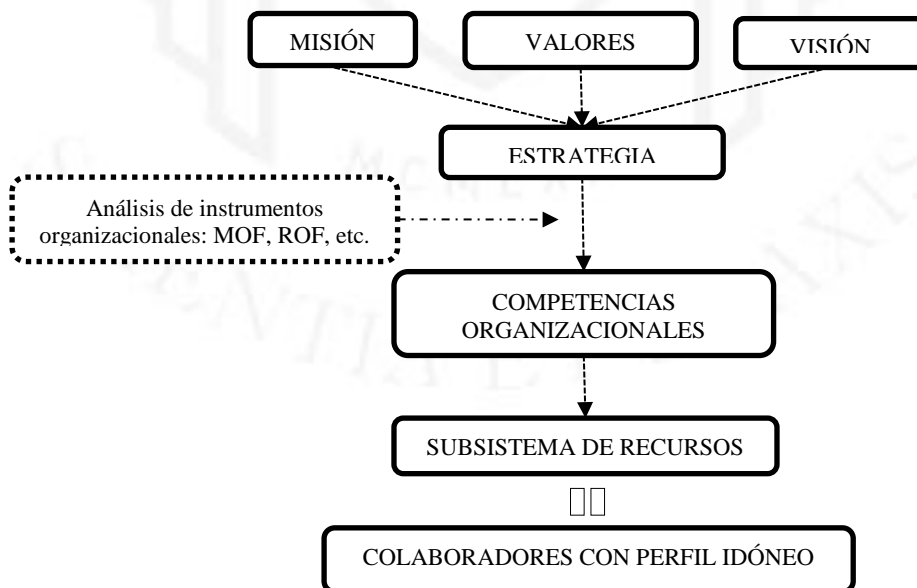 MISIÓN
VALORES
VISIÓN
ESTRATEGIA
Análisis de instrumentos
organizacionales: MOF, ROF, etc.
COMPETENCIAS
ORGANIZACIONALES
SUBSISTEMA DE RECURSOS
COLABORADORES CON PERFIL IDÓNEO